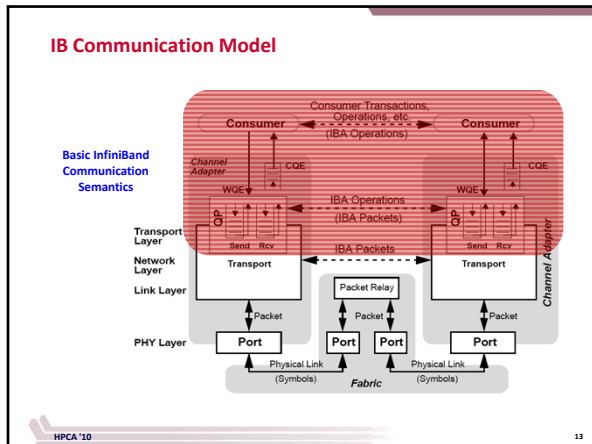 IB Communication Model
Consumer Transactions,
Operations, etc.
(IBA Operations)
Consumer
Consumer
Basic InfiniBand
Communication
Semantics
Channel
Adapter
CQE
CQE
WQE
WQE
IBA Operations
(IBA Packets)
QP
QP
Transport
Layer
Send
Rcv
Send
Rcv
IBA Packets
Network
Layer
Transport
Transport
Channel Adapter
Link Layer
Packet Relay
Packet
Packet
Packet
Packet
PHY Layer
Port
Port
Port
Port
Physical Link
(Symbols)
Physical Link
(Symbols)
Fabric
HPCA '10
13